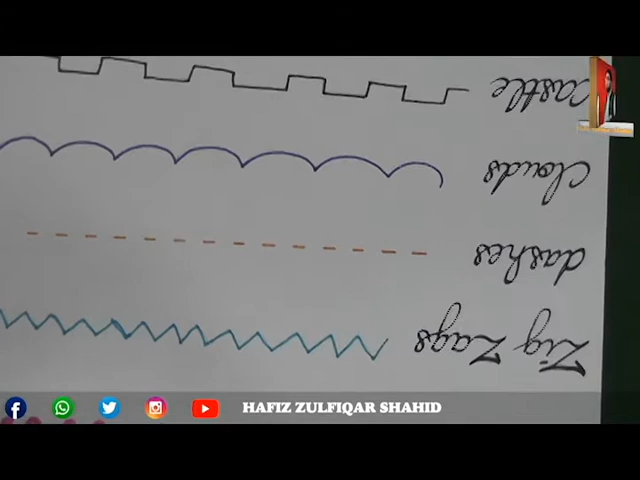 Zig Zags
dashes
Clouds
Castle
HAFIZ ZULFIQAR SHAHID